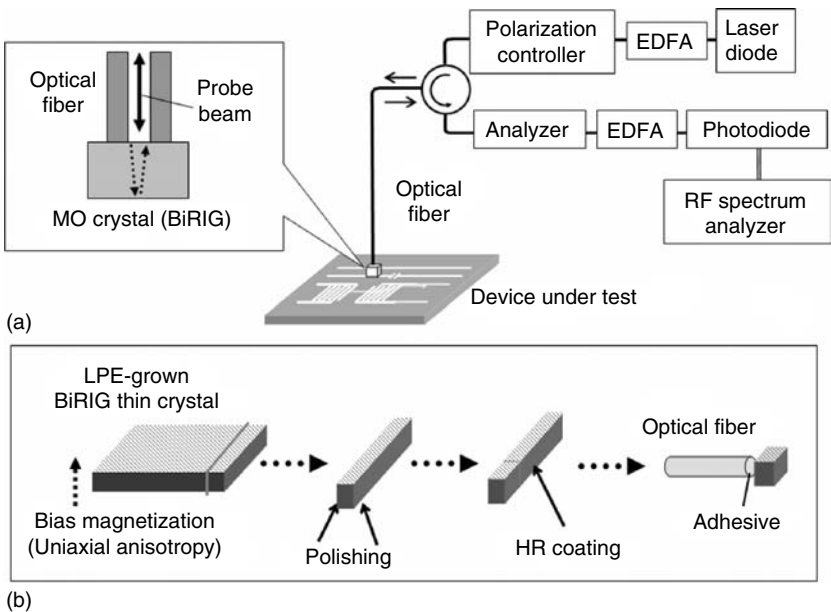 Optical
fiber
Probe
beam
MO crystal (BiRIG)
Polarization
controller
EDFA
Laser
diode
Analyzer
EDFA
Photodiode
RF spectrum
analyzer
Optical
fiber
Device under test
(a)
LPE-grown
BiRIG thin crystal
Bias magnetization
(Uniaxial anisotropy)
Polishing
HR coating
Optical fiber
Adhesive
(b)